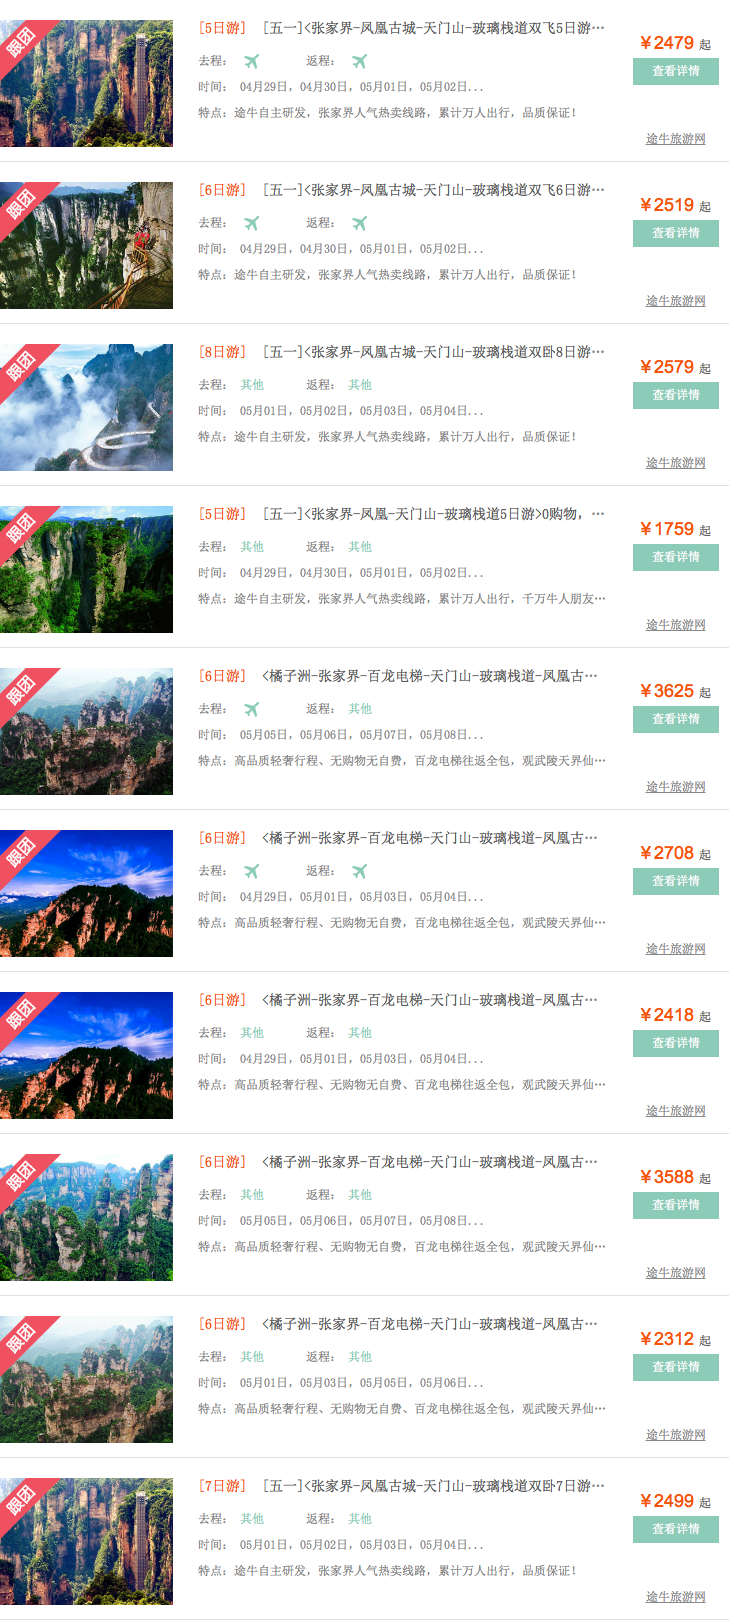 跟团
[5日游] [五一]<张家界-凤凰古城-天门山-玻璃栈道双飞5日游…
¥2479 起
去程： 返程：
查看详情
时间： 04月29日, 04月30日, 05月01日, 05月02日...
特点：途牛自主研发，张家界人气热卖线路，累计万人出行，品质保证！
途牛旅游网
跟团
[6日游] [五一]<张家界-凤凰古城-天门山-玻璃栈道双飞6日游…
¥2519 起
去程： 返程：
查看详情
时间： 04月29日, 04月30日, 05月01日, 05月02日...
特点：途牛自主研发，张家界人气热卖线路，累计万人出行，品质保证！
途牛旅游网
跟团
[8日游] [五一]<张家界-凤凰古城-天门山-玻璃栈道双卧8日游…
¥2579 起
去程： 其他 返程： 其他
查看详情
时间： 05月01日, 05月02日, 05月03日, 05月04日...
特点：途牛自主研发，张家界人气热卖线路，累计万人出行，品质保证！
途牛旅游网
跟团
[5日游] [五一]<张家界-凤凰-天门山-玻璃栈道5日游>0购物，…
¥1759 起
去程： 其他 返程： 其他
查看详情
时间： 04月29日, 04月30日, 05月01日, 05月02日...
特点：途牛自主研发，张家界人气热卖线路，累计万人出行，千万牛人朋友…
途牛旅游网
跟团
[6日游] <橘子洲-张家界-百龙电梯-天门山-玻璃栈道-凤凰古…
¥3625 起
去程： 返程： 其他
查看详情
时间： 05月05日, 05月06日, 05月07日, 05月08日...
特点：高品质轻奢行程、无购物无自费，百龙电梯往返全包，观武陵天界仙…
途牛旅游网
跟团
[6日游] <橘子洲-张家界-百龙电梯-天门山-玻璃栈道-凤凰古…
¥2708 起
去程： 返程：
查看详情
时间： 04月29日, 05月01日, 05月03日, 05月04日...
特点：高品质轻奢行程、无购物无自费，百龙电梯往返全包，观武陵天界仙…
途牛旅游网
跟团
[6日游] <橘子洲-张家界-百龙电梯-天门山-玻璃栈道-凤凰古…
¥2418 起
去程： 其他 返程： 其他
查看详情
时间： 04月29日, 05月01日, 05月03日, 05月04日...
特点：高品质轻奢行程、无购物无自费、百龙电梯往返全包，观武陵天界仙…
途牛旅游网
跟团
[6日游] <橘子洲-张家界-百龙电梯-天门山-玻璃栈道-凤凰古…
¥3588 起
去程： 其他 返程： 其他
查看详情
时间： 05月05日, 05月06日, 05月07日, 05月08日...
特点：高品质轻奢行程、无购物无自费，百龙电梯往返全包，观武陵天界仙…
途牛旅游网
跟团
[6日游] <橘子洲-张家界-百龙电梯-天门山-玻璃栈道-凤凰古…
¥2312 起
去程： 其他 返程： 其他
查看详情
时间： 05月01日, 05月03日, 05月05日, 05月06日...
特点：高品质轻奢行程、无购物无自费、百龙电梯往返全包，观武陵天界仙…
途牛旅游网
跟团
[7日游] [五一]<张家界-凤凰古城-天门山-玻璃栈道双卧7日游…
¥2499 起
去程： 其他 返程： 其他
查看详情
时间： 05月01日, 05月02日, 05月03日, 05月04日...
特点：途牛自主研发，张家界人气热卖线路，累计万人出行，品质保证！
途牛旅游网